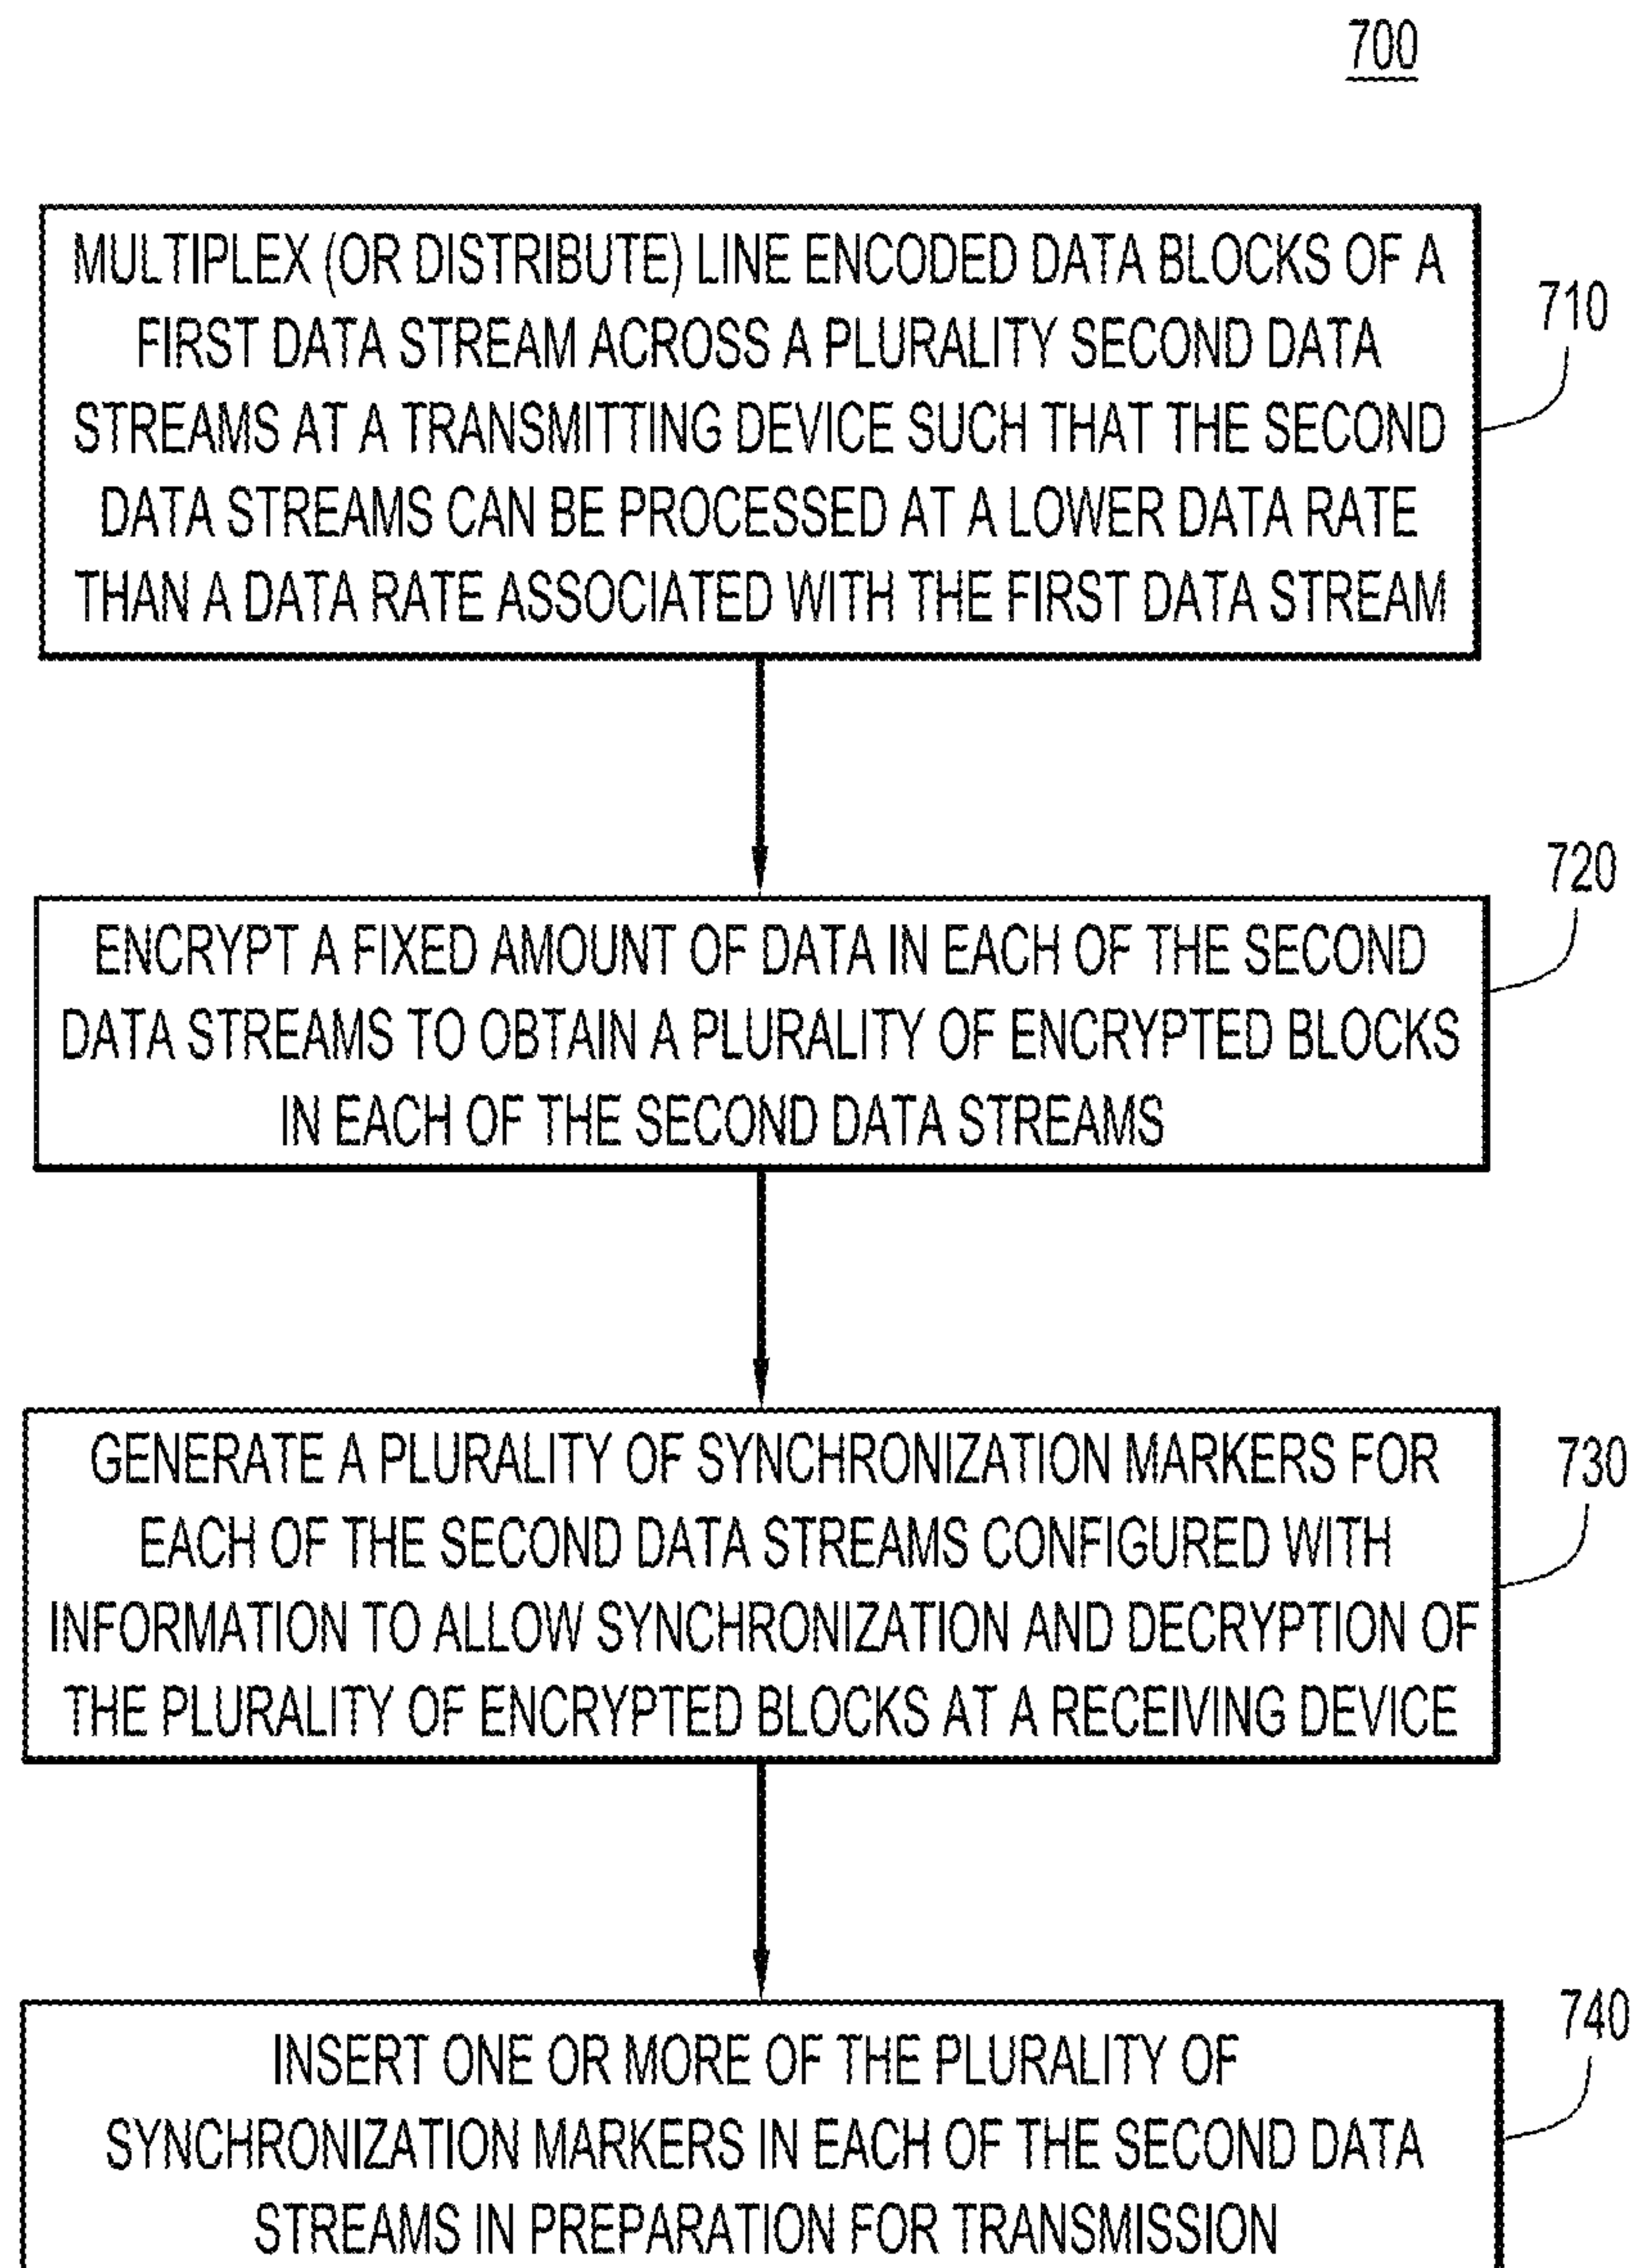 700
MULTIPLEX (OR DISTRIBUTE) LINE ENCODED DATA BLOCKS OF A
FIRST DATA STREAM ACROSS A PLURALITY SECOND DATA
STREAMS AT A TRANSMITTING DEVICE SUCH THAT THE SECOND
DATA STREAMS CAN BE PROCESSED AT A LOWER DATA RATE
THAN A DATA RATE ASSOCIATED WITH THE FIRST DATA STREAM
710
ENCRYPT A FIXED AMOUNT OF DATA IN EACH OF THE SECOND
DATA STREAMS TO OBTAIN A PLURALITY OF ENCRYPTED BLOCKS
IN EACH OF THE SECOND DATA STREAMS
720
GENERATE A PLURALITY OF SYNCHRONIZATION MARKERS FOR
EACH OF THE SECOND DATA STREAMS CONFIGURED WITH
INFORMATION TO ALLOW SYNCHRONIZATION AND DECRYPTION OF
THE PLURALITY OF ENCRYPTED BLOCKS AT A RECEIVING DEVICE
730
INSERT ONE OR MORE OF THE PLURALITY OF
SYNCHRONIZATION MARKERS IN EACH OF THE SECOND DATA
STREAMS IN PREPARATION FOR TRANSMISSION
740